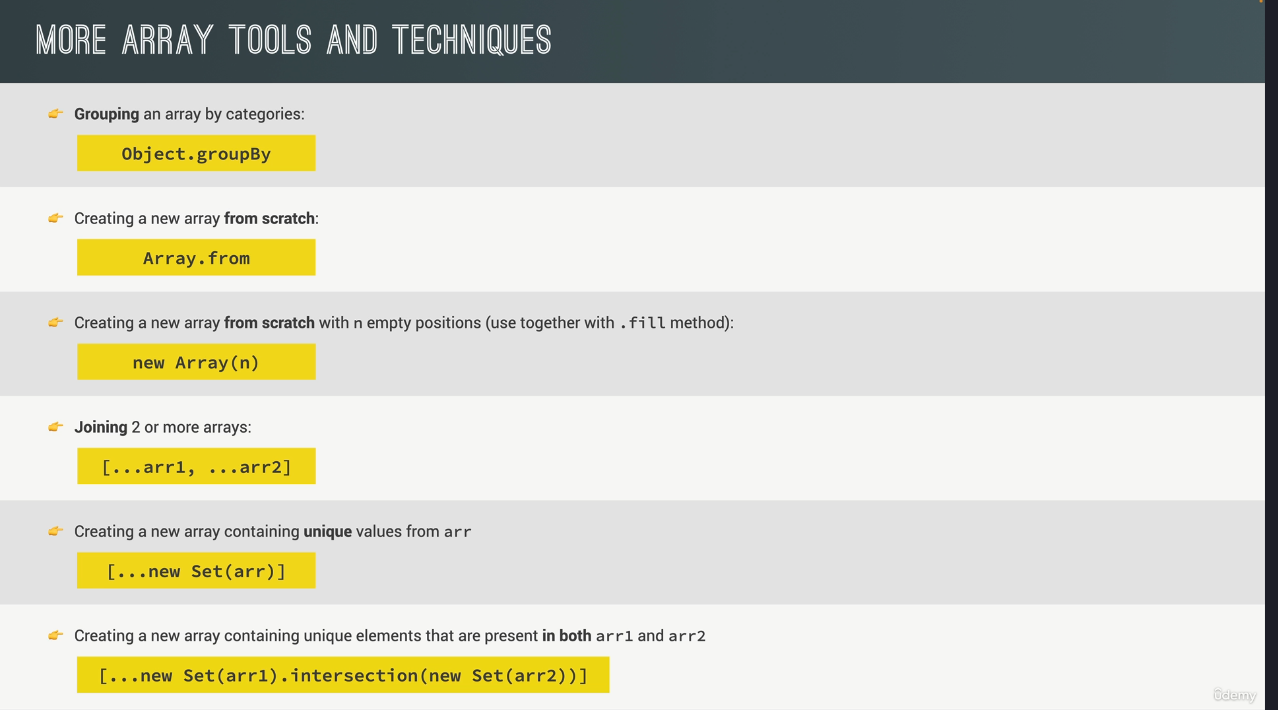 MORE ARRAY TOOLS AND TECHNIQUES
Grouping an array by categories:
Object.groupBy
Creating a new array from scratch:
Array.from
Creating a new array from scratch with n empty positions (use together with .fill method):
new Array(n)
Joining 2 or more arrays:
[...arr1, ...arr2]
Creating a new array containing unique values from arr
[...new Set(arr)]
Creating a new array containing unique elements that are present in both arr1 and arr2
[...new Set(arr1).intersection(new Set(arr2))]
ûdemy